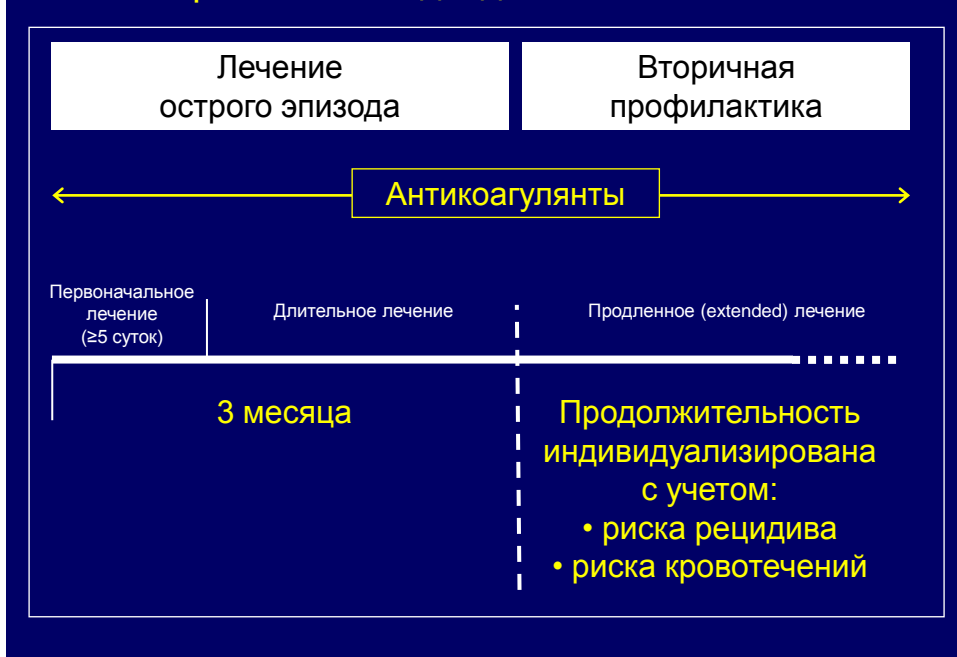 Лечение
острого эпизода
Вторичная
профилактика
Антикоагулянты
Первоначальное
лечение
(≥5 суток)
Длительное лечение
Продленное (extended) лечение
3 месяца
Продолжительность
индивидуализирована
с учетом:
• риска рецидива
• риска кровотечений